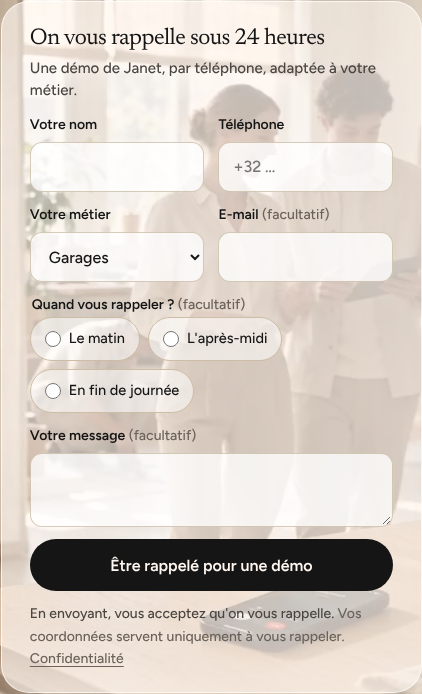 On vous rappelle sous 24 heures
Une démo de Janet, par téléphone, adaptée à votre
métier.
Votre nom
Téléphone
+32 ...
Votre métier
E-mail (facultatif)
Garages
Quand vous rappeler ? (facultatif)
Le matin
L'après-midi
En fin de journée
Votre message (facultatif)
Être rappelé pour une démo
En envoyant, vous acceptez qu'on vous rappelle. Vos
coordonnées servent uniquement à vous rappeler.
Confidentialité